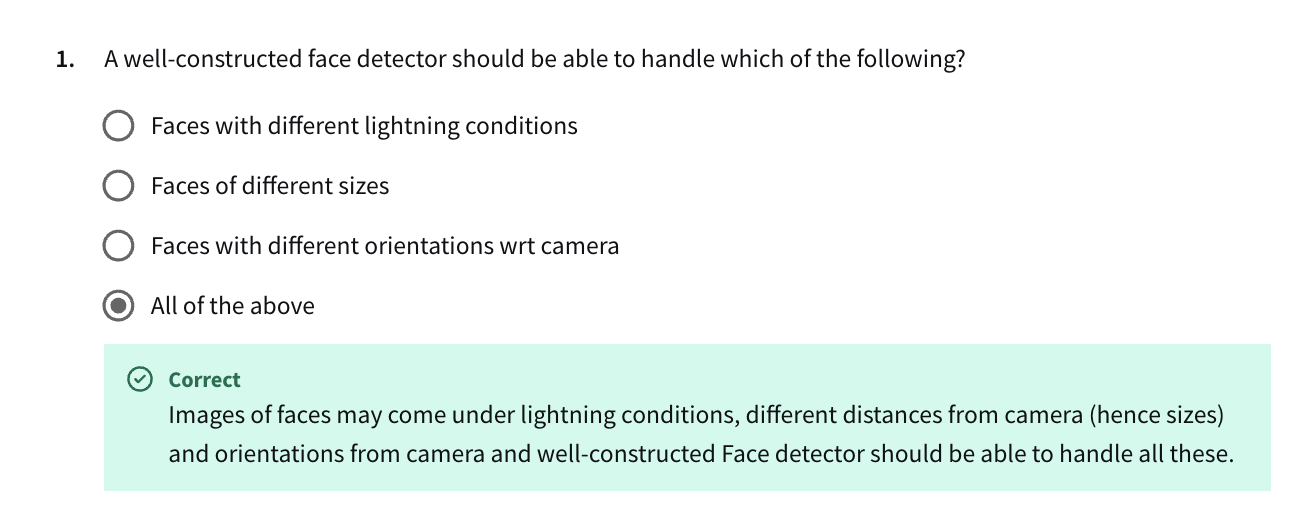 1. A well-constructed face detector should be able to handle which of the following?
Faces with different lightning conditions
Faces of different sizes
Faces with different orientations wrt camera
All of the above
Correct
Images of faces may come under lightning conditions, different distances from camera (hence sizes)
and orientations from camera and well-constructed Face detector should be able to handle all these.